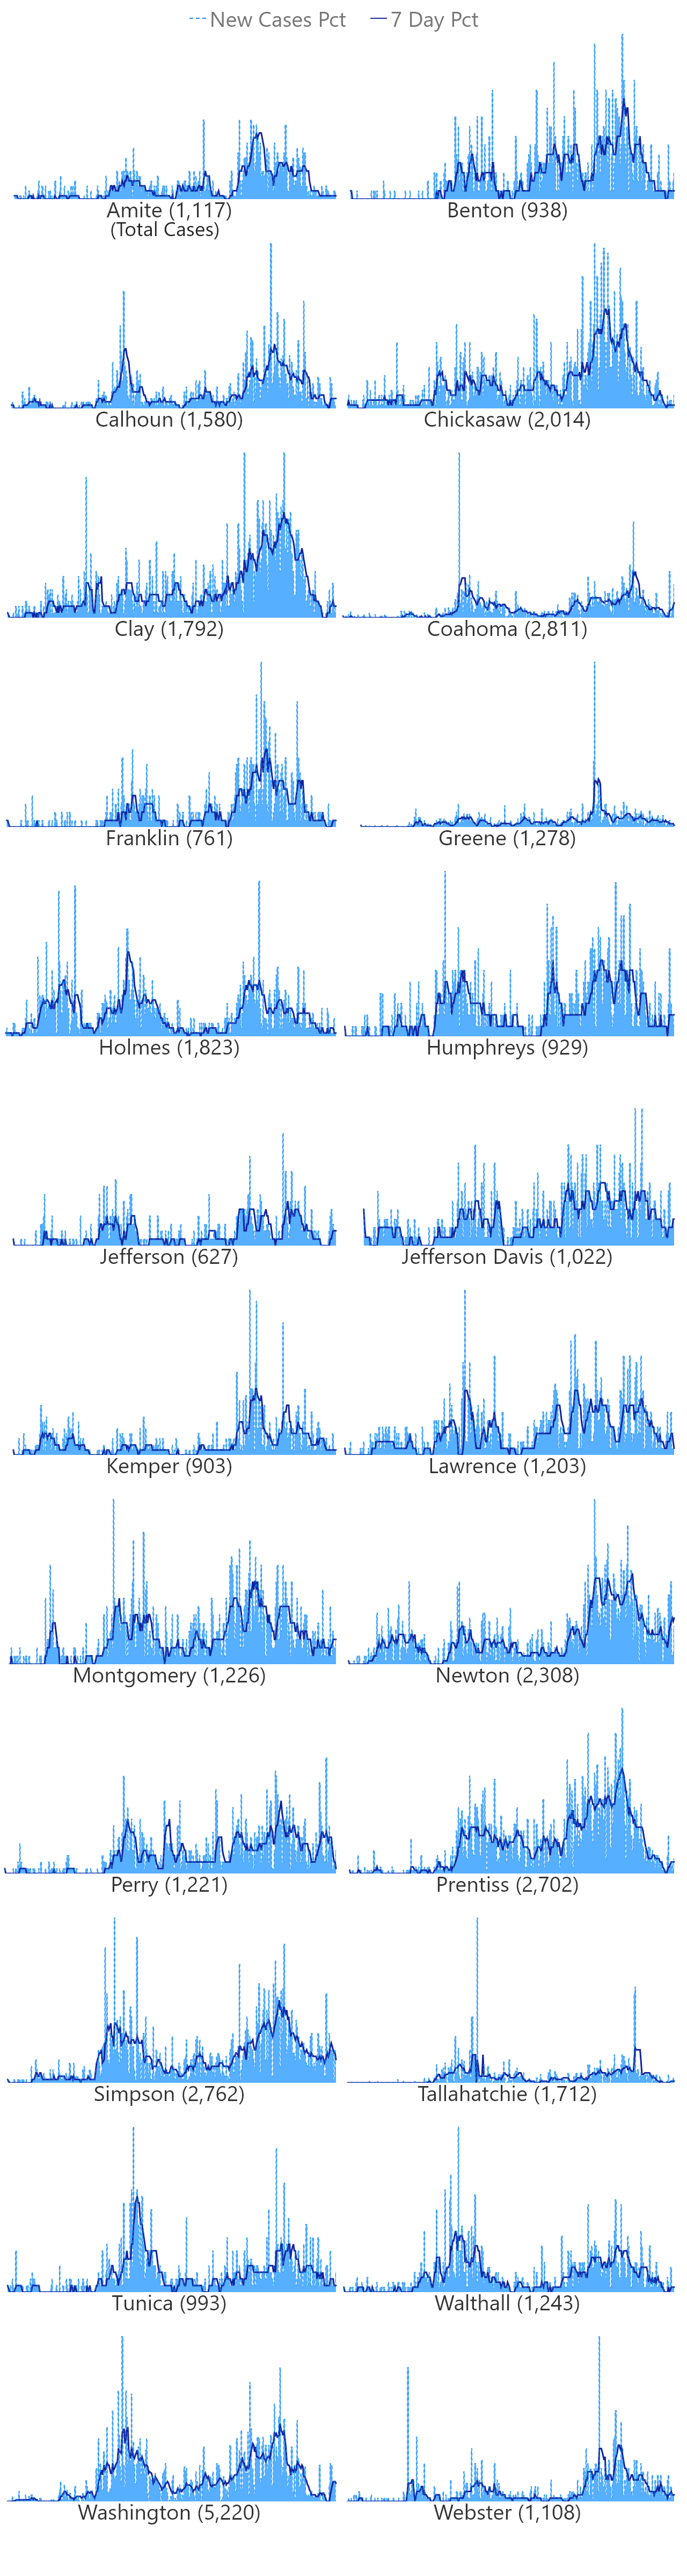 New Cases Pct 7 Day Pct
Amite (1,117)
(Total Cases)
Benton (938)
Calhoun (1,580)
Chickasaw (2,014)
Clay (1,792)
Coahoma (2,811)
Franklin (761)
Greene (1,278)
Holmes (1,823)
Humphreys (929)
Jefferson (627)
Jefferson Davis (1,022)
Kemper (903)
Lawrence (1,203)
Montgomery (1,226)
Newton (2,308)
Perry (1,221)
Prentiss (2,702)
Simpson (2,762)
Tallahatchie (1,712)
Tunica (993)
Walthall (1,243)
Washington (5,220)
Webster (1,108)